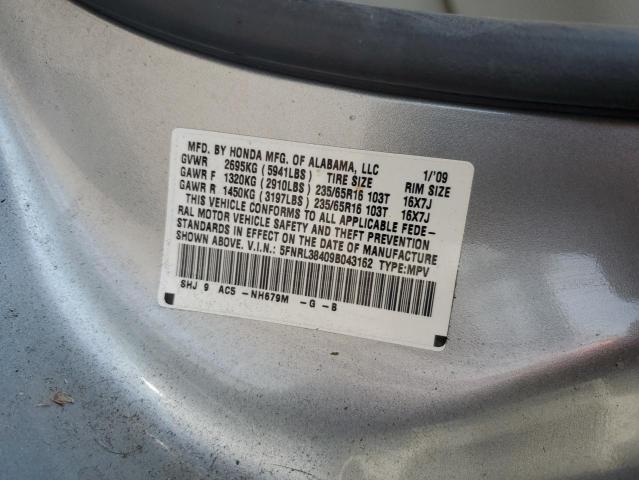 MFD. BY HONDA MFG. OF ALABAMA, LLC 1/'09
GVWR 2695KG (5941LBS) TIRE SIZE RIM SIZE
GAWR F 1320KG (2910LBS) 235/65R16 103T 16X7J
GAWR R 1450KG (3197LBS) 235/65R16 103T 16X7J
THIS VEHICLE CONFORMS TO ALL APPLICABLE FEDE-
RAL MOTOR VEHICLE SAFETY AND THEFT PREVENTION
STANDARDS IN EFFECT ON THE DATE OF MANUFACTURE
SHOWN ABOVE. V.I.N.: 5FNRL38409B043162 TYPE:MPV
SHJ 9 AC5 -NH679M -G -B